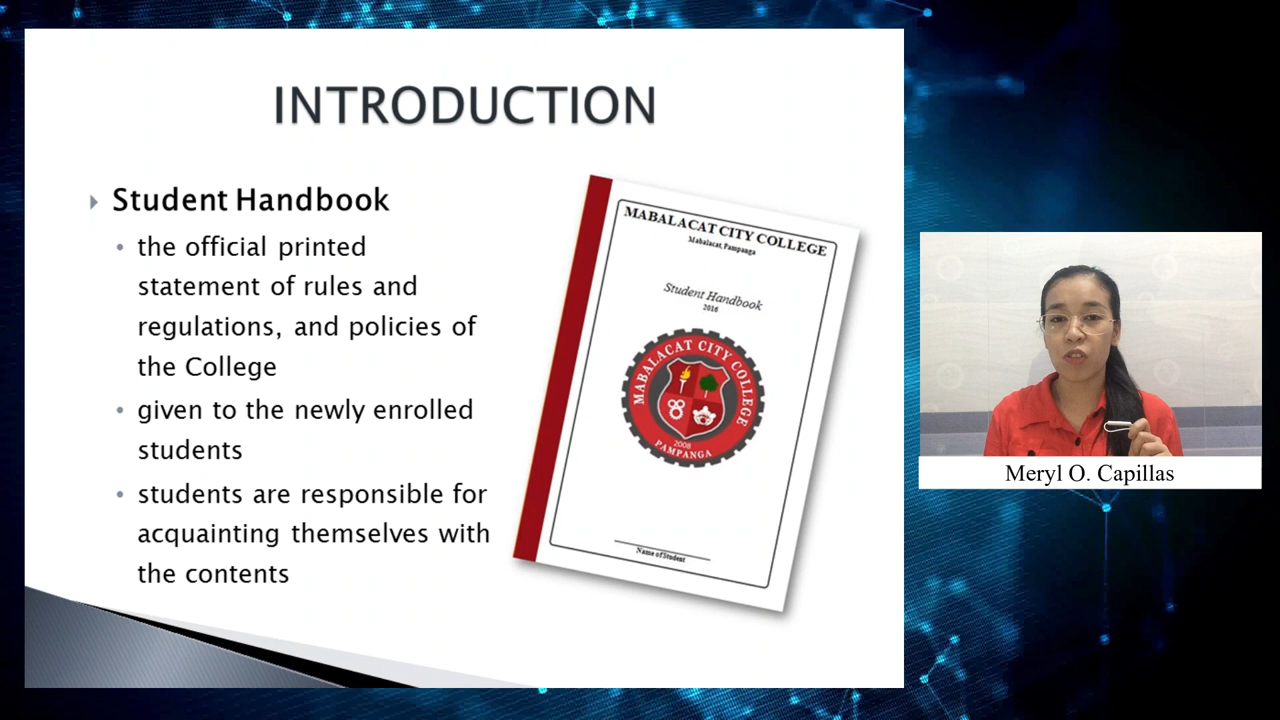 INTRODUCTION
Student Handbook
the official printed
statement of rules and
regulations, and policies of
the College
given to the newly enrolled
students
students are responsible for
acquainting themselves with
the contents
MABALACAT CITY COLLEGE
Mabalacat, Pampanga
Student Handbook
2016
MABALACAT CITY COLLEGE
2008
PAMPANGA
Name of Student
Meryl O. Capillas